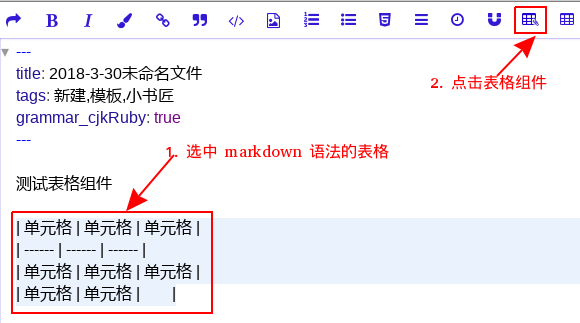 B I
---
title: 2018-3-30未命名文件
2. 点击表格组件
tags: 新建,模板,小书匠
grammar_cjkRuby: true
---
1. 选中 markdown 语法的表格
测试表格组件
| 单元格 | 单元格 | 单元格 |
| ------ | ------ | ------ |
| 单元格 | 单元格 | 单元格 |
| 单元格 | 单元格 |        |